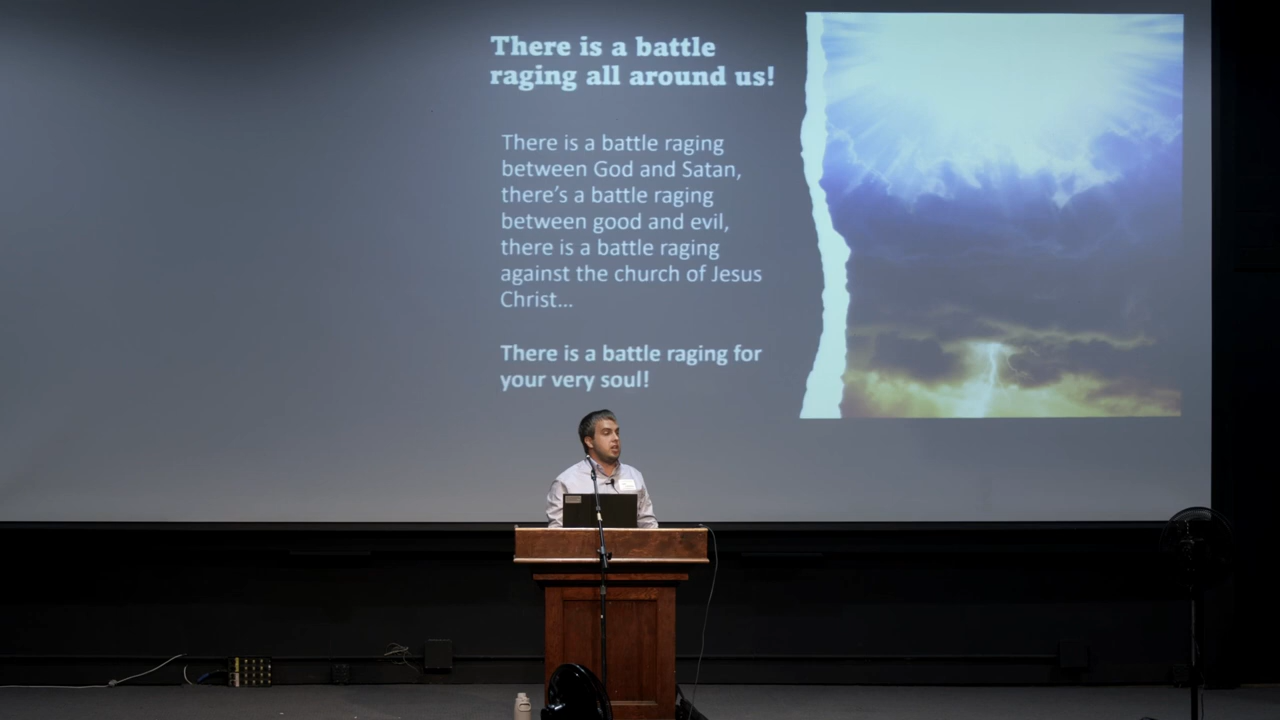 There is a battle
raging all around us!
There is a battle raging
between God and Satan,
there's a battle raging
between good and evil,
there is a battle raging
against the church of Jesus
Christ...
There is a battle raging for
your very soul!